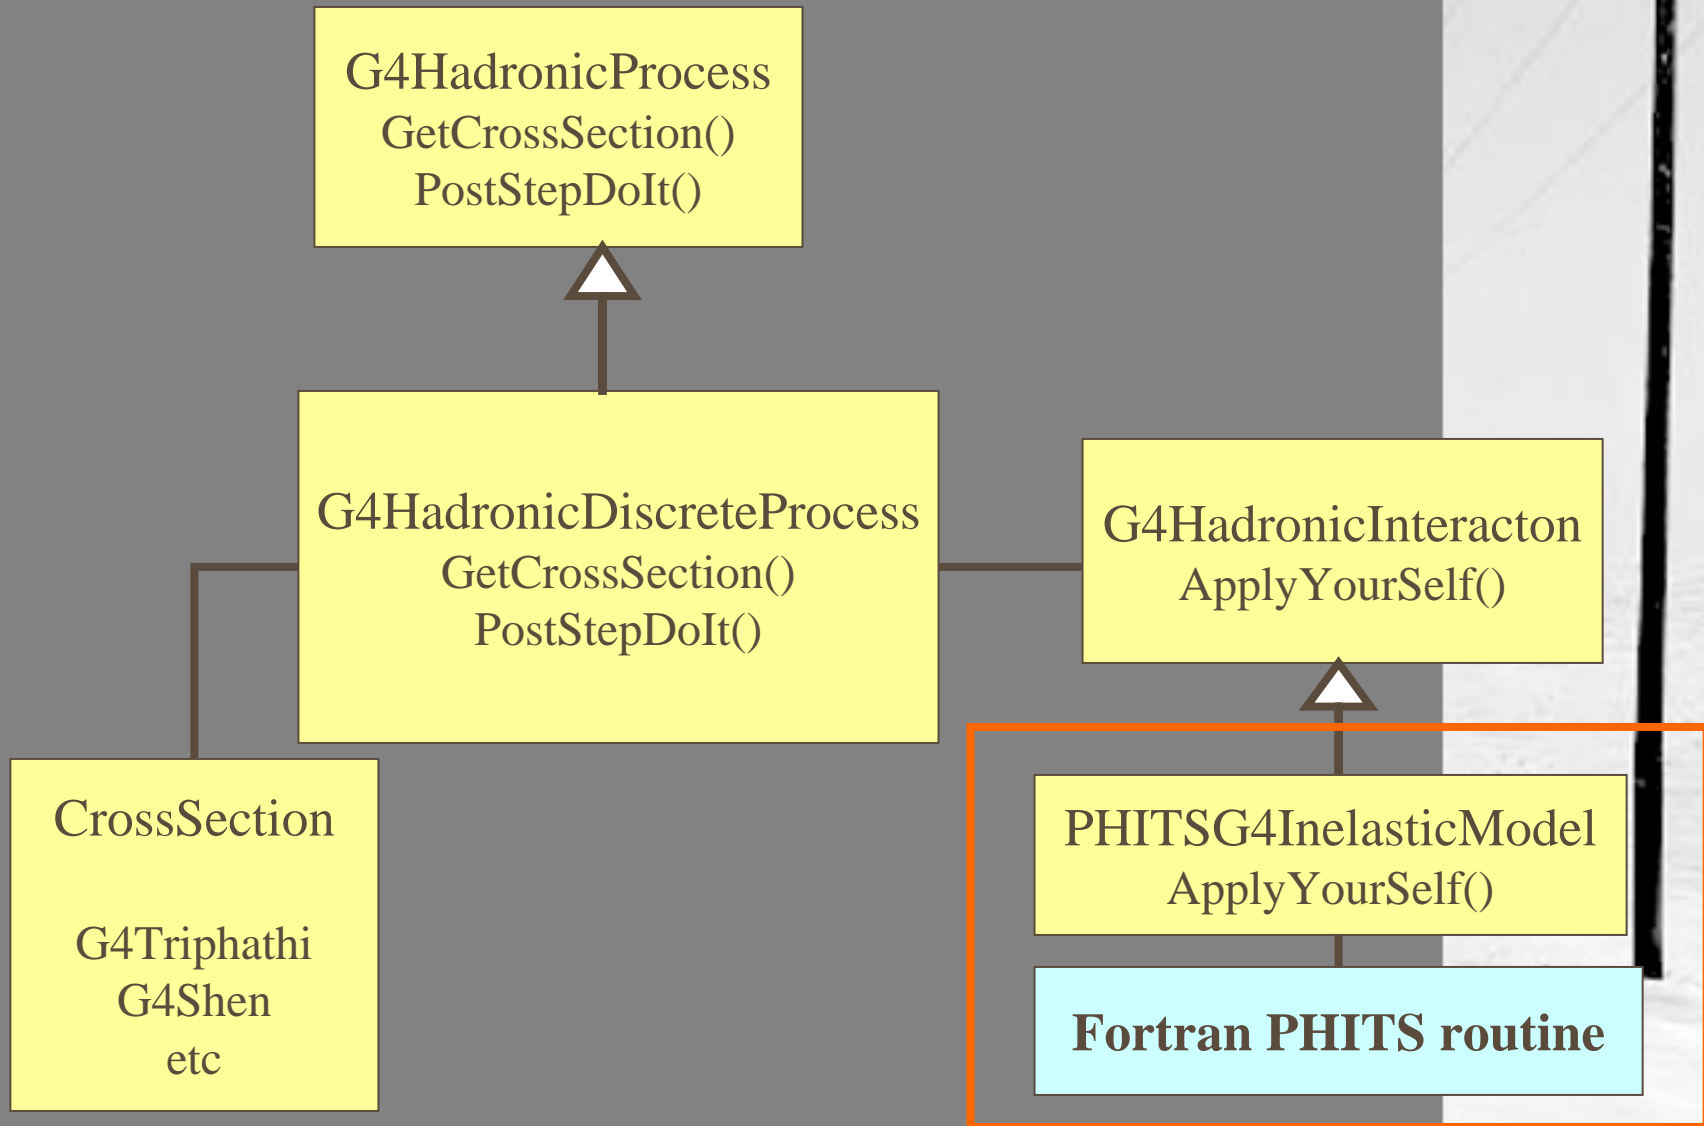 G4HadronicProcess
GetCrossSection()
PostStepDoIt()
G4HadronicDiscreteProcess
GetCrossSection()
PostStepDoIt()
G4HadronicInteracton
ApplyYourSelf()
CrossSection
G4Triphathi
G4Shen
etc
PHITSG4InelasticModel
ApplyYourSelf()
Fortran PHITS routine